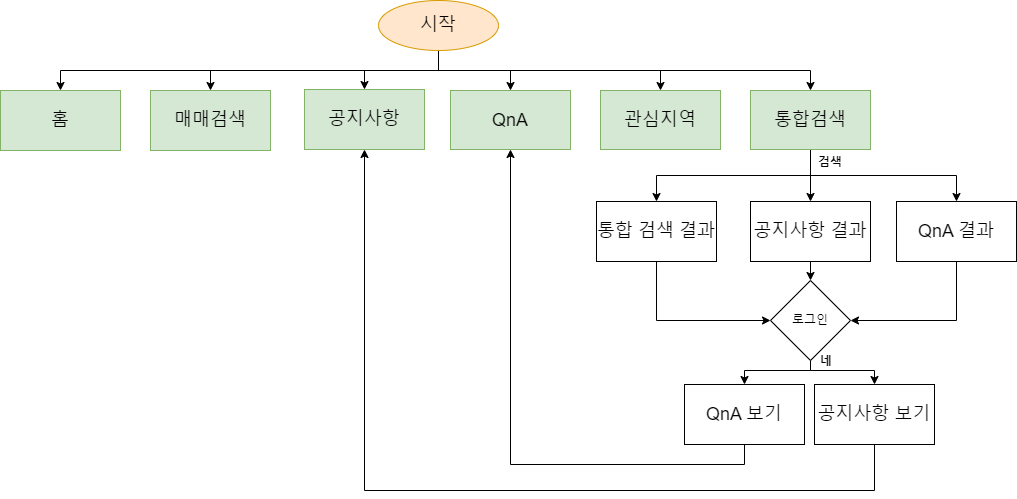 시작
홈
매매검색
공지사항
QnA
관심지역
통합검색
검색
통합 검색 결과
공지사항 결과
QnA 결과
로그인
네
QnA 보기
공지사항 보기